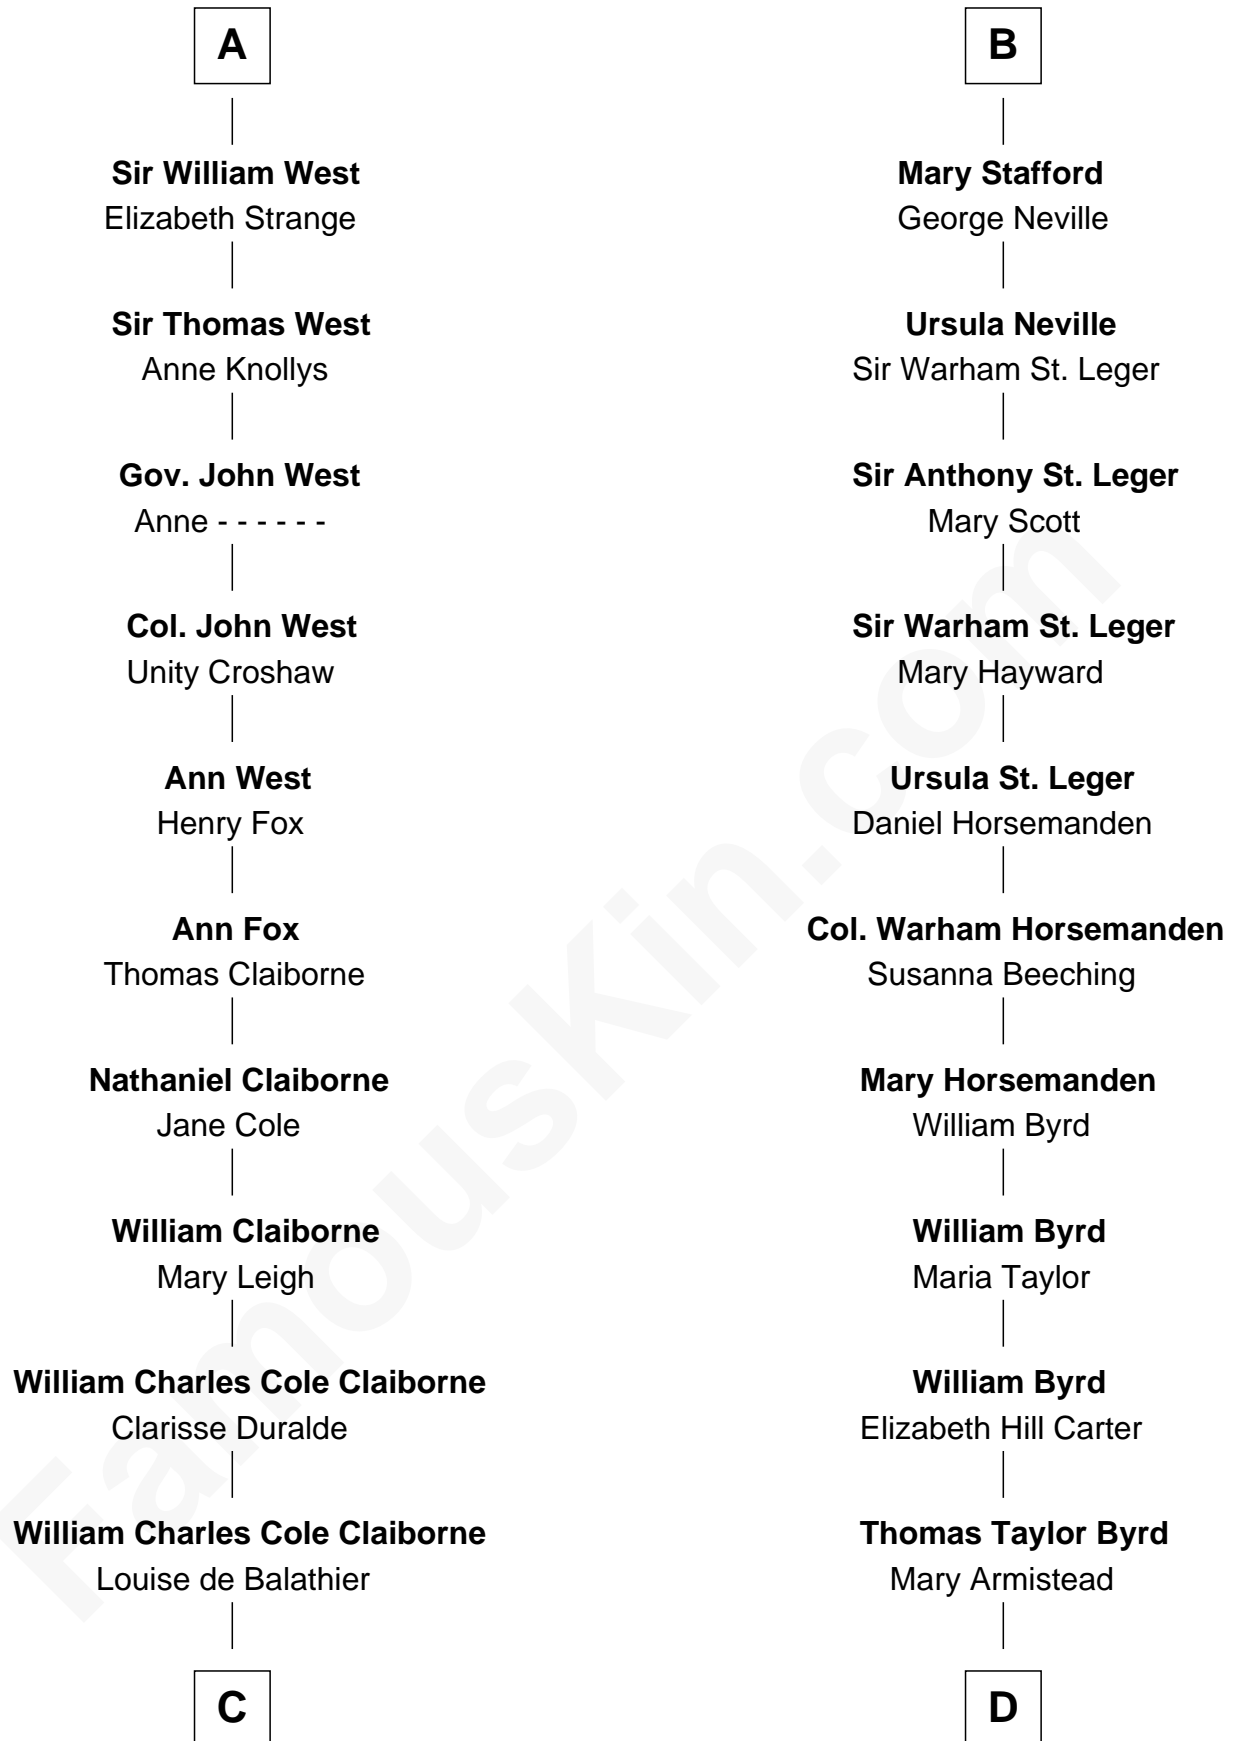 A
Sir William West
Elizabeth Strange
Sir Thomas West
Anne Knollys
Gov. John West
Anne - - - - - -
Col. John West
Unity Croshaw
Ann West
Henry Fox
Ann Fox
Thomas Claiborne
Nathaniel Claiborne
Jane Cole
William Claiborne
Mary Leigh
William Charles Cole Claiborne
Clarisse Duralde
William Charles Cole Claiborne
Louise de Balathier
C
B
Mary Stafford
George Neville
Ursula Neville
Sir Warham St. Leger
Sir Anthony St. Leger
Mary Scott
Sir Warham St. Leger
Mary Hayward
Ursula St. Leger
Daniel Horsemanden
Col. Warham Horsemanden
Susanna Beeching
Mary Horsemanden
William Byrd
William Byrd
Maria Taylor
William Byrd
Elizabeth Hill Carter
Thomas Taylor Byrd
Mary Armistead
D
FamousKin.com